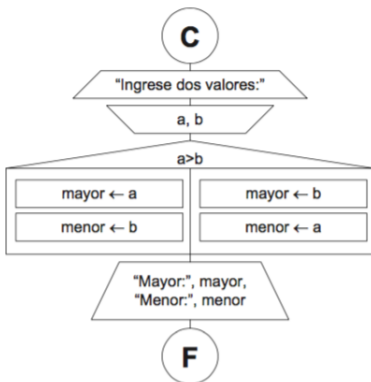 C
“Ingrese dos valores:”
a, b
a>b
mayor ← a
mayor ← b
menor ← b
menor ← a
“Mayor:”, mayor,
“Menor:”, menor
F